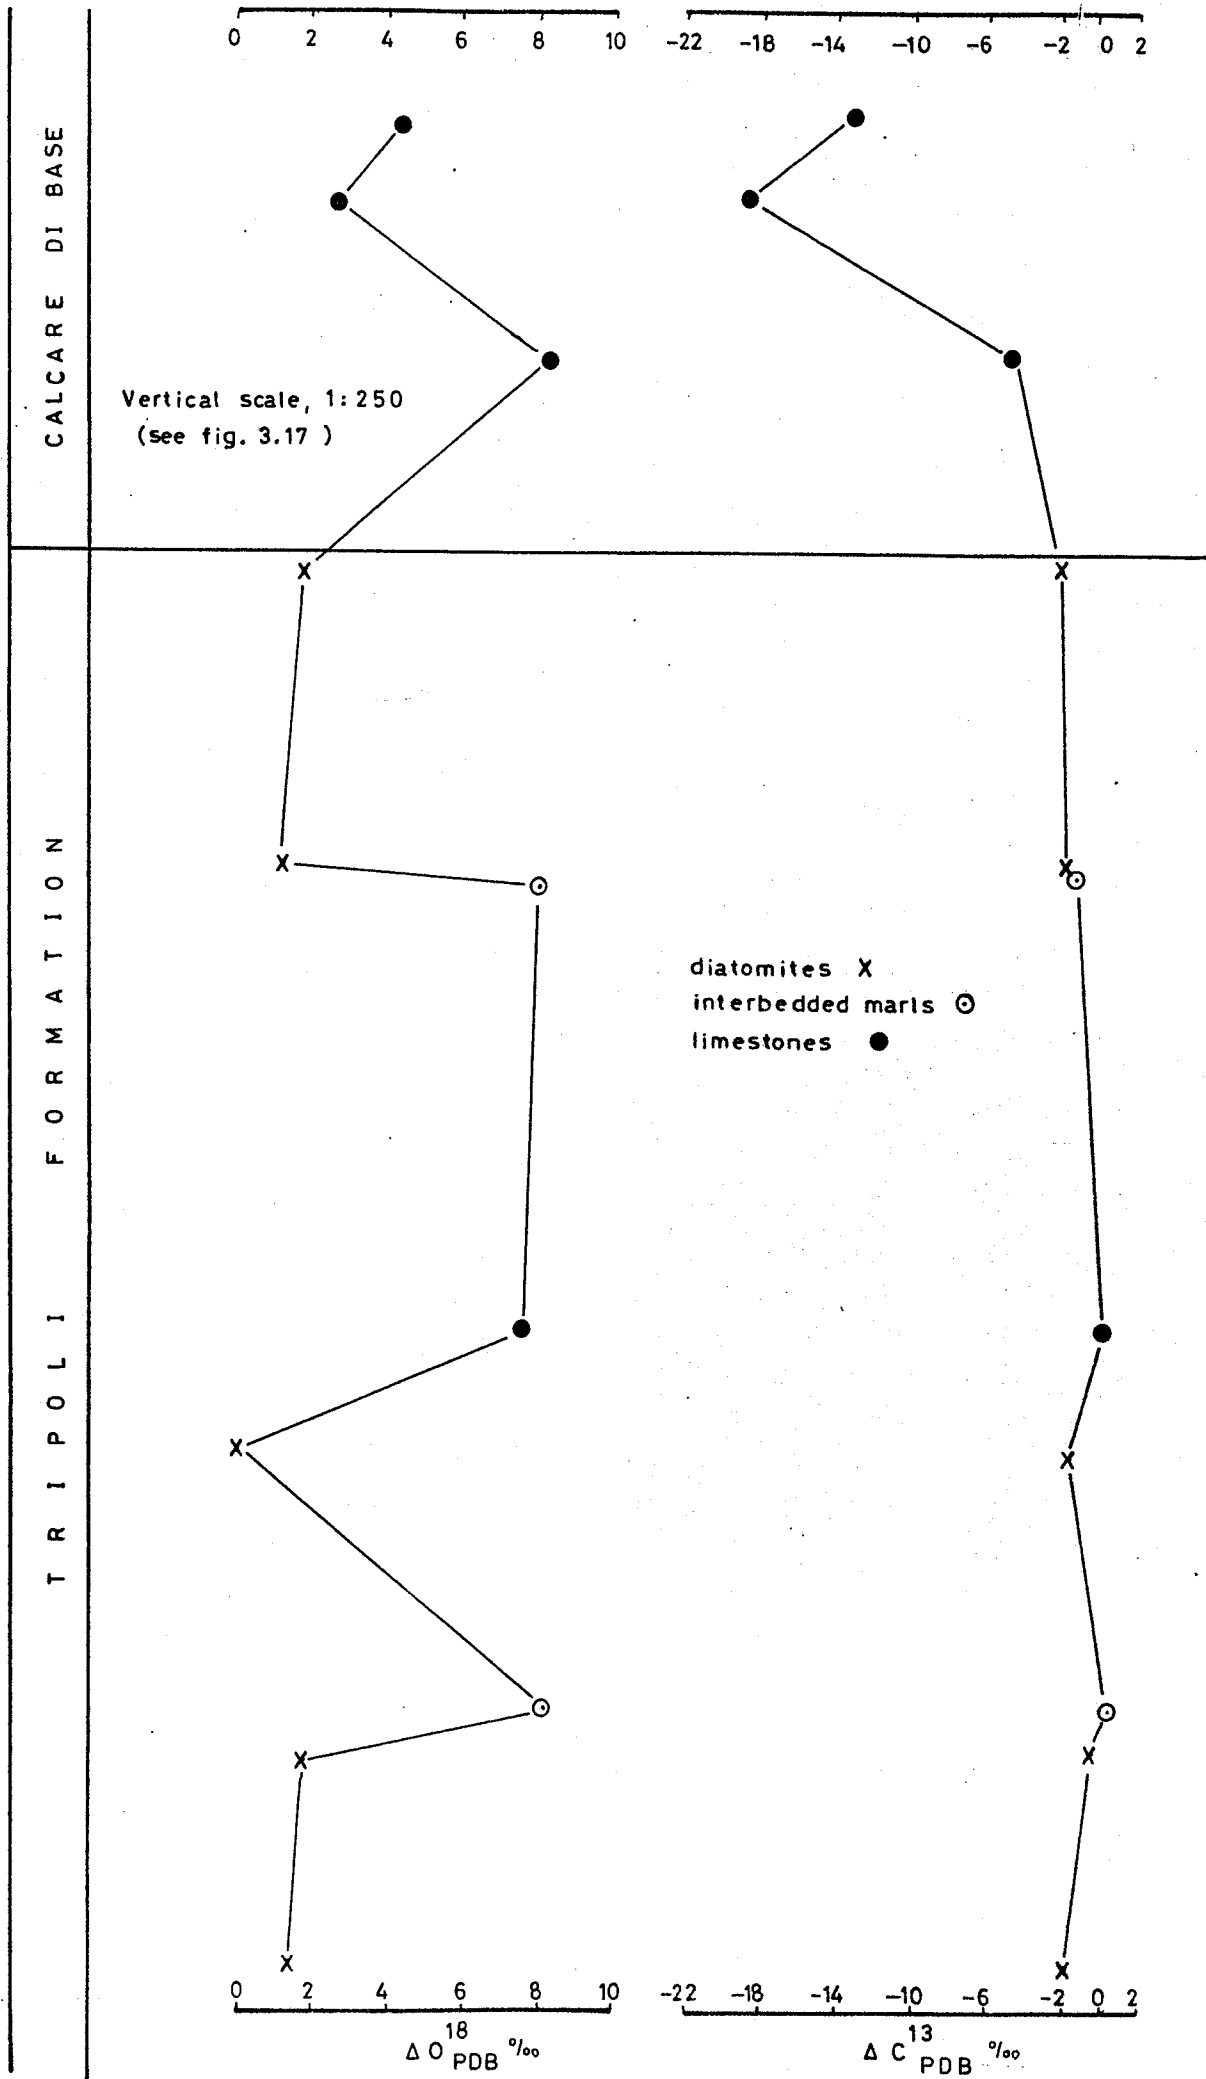 0 2 4 6 8 10
-22 -18 -14 -10 -6 -2 0 2
CALCARE DI BASE
Vertical scale, 1:250
(see fig. 3.17 )
TRIPOLI FORMATION
diatomites X
interbedded marls ⊙
limestones ●
0 2 4 6 8 10
-22 -18 -14 -10 -6 -2 0 2
Δ O¹⁸ PDB ‰
Δ C¹³ PDB ‰